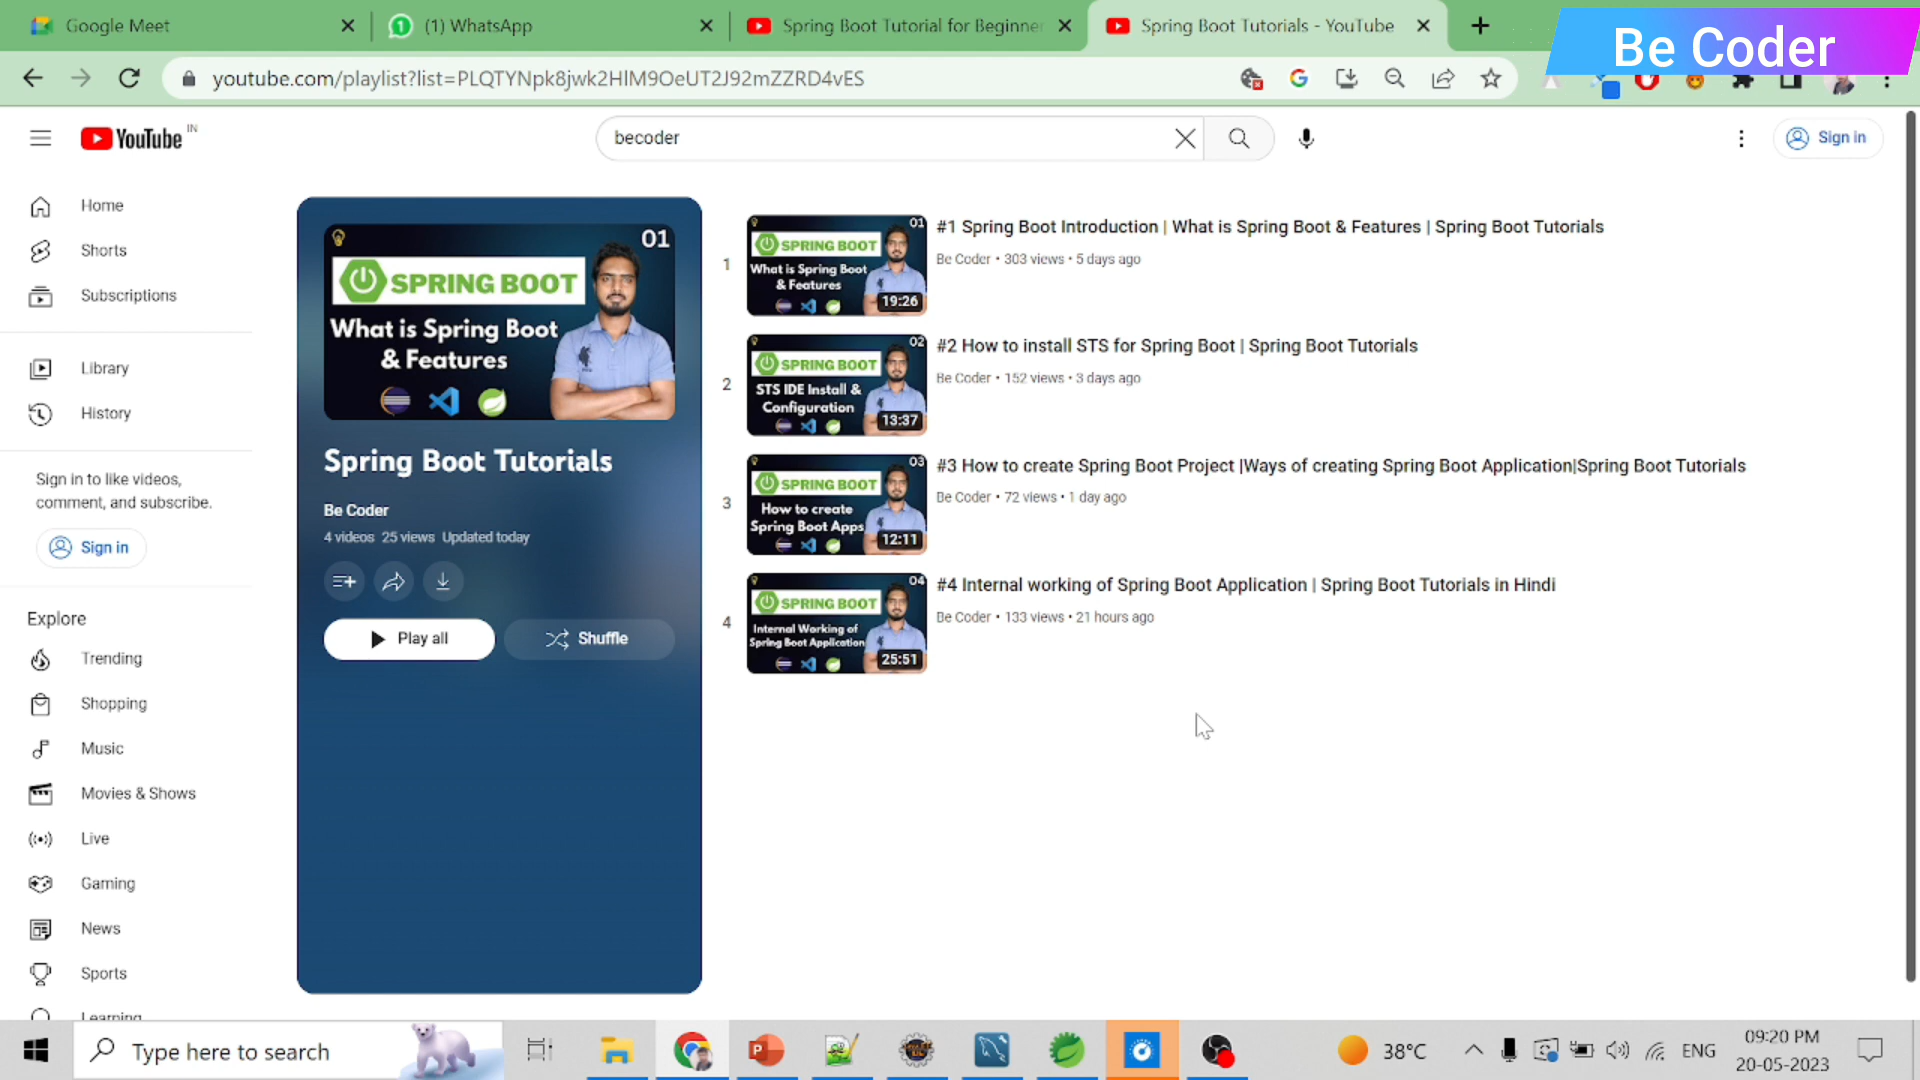 Google Meet
(1) WhatsApp
Spring Boot Tutorial for Beginner
Spring Boot Tutorials - YouTube
Be Coder
youtube.com/playlist?list=PLQTYNpk8jwk2HlM9OeUT2J92mZZRD4vES
YouTube IN
becoder
Sign in
Home
Shorts
Subscriptions
Library
History
Sign in to like videos,
comment, and subscribe.
Sign in
Explore
Trending
Shopping
Music
Movies & Shows
Live
Gaming
News
Sports
Learning
01
SPRING BOOT
What is Spring Boot
& Features
Spring Boot Tutorials
Be Coder
4 videos 25 views Updated today
Play all
Shuffle
1
01
SPRING BOOT
What is Spring Boot
& Features
19:26
#1 Spring Boot Introduction | What is Spring Boot & Features | Spring Boot Tutorials
Be Coder • 303 views • 5 days ago
2
02
SPRING BOOT
STS IDE Install &
Configuration
13:37
#2 How to install STS for Spring Boot | Spring Boot Tutorials
Be Coder • 152 views • 3 days ago
3
03
SPRING BOOT
How to create
Spring Boot Apps
12:11
#3 How to create Spring Boot Project |Ways of creating Spring Boot Application|Spring Boot Tutorials
Be Coder • 72 views • 1 day ago
4
04
SPRING BOOT
Internal Working of
Spring Boot Application
25:51
#4 Internal working of Spring Boot Application | Spring Boot Tutorials in Hindi
Be Coder • 133 views • 21 hours ago
Type here to search
38°C
ENG
09:20 PM
20-05-2023